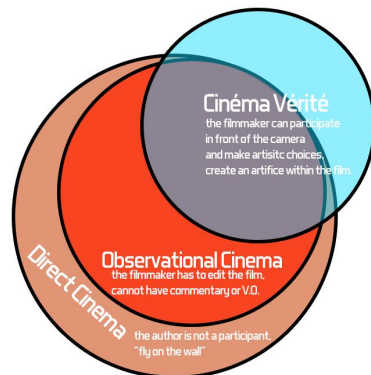 Cinéma Vérité
the filmmaker can participate
in front of the camera
and make artisitc choices,
create an artifice within the film.
Observational Cinema
the filmmaker has to edit the film,
cannot have commentary or V.O.
Direct Cinema
the author is not a participant,
"fly on the wall"